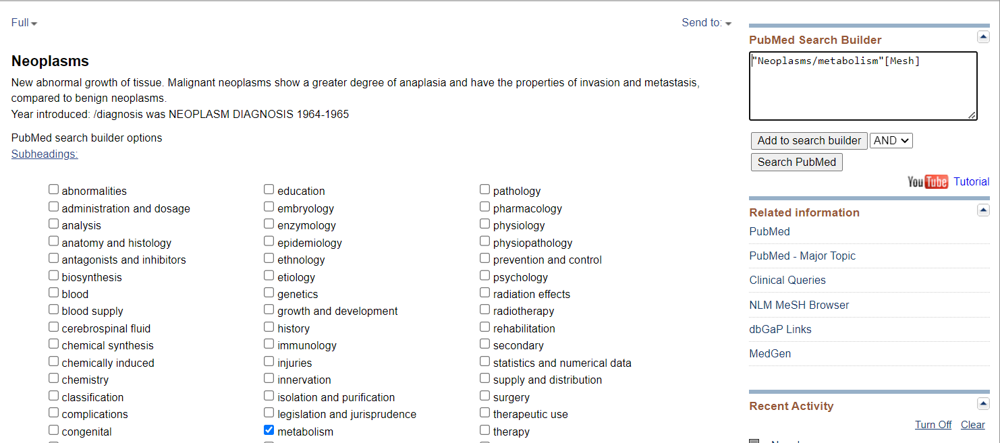 Full
Send to:
Neoplasms
New abnormal growth of tissue. Malignant neoplasms show a greater degree of anaplasia and have the properties of invasion and metastasis,
compared to benign neoplasms.
Year introduced: /diagnosis was NEOPLASM DIAGNOSIS 1964-1965
PubMed search builder options
Subheadings:
abnormalities
administration and dosage
analysis
anatomy and histology
antagonists and inhibitors
biosynthesis
blood
blood supply
cerebrospinal fluid
chemical synthesis
chemically induced
chemistry
classification
complications
congenital
education
embryology
enzymology
epidemiology
ethnology
etiology
genetics
growth and development
history
immunology
injuries
innervation
isolation and purification
legislation and jurisprudence
metabolism
pathology
pharmacology
physiology
physiopathology
prevention and control
psychology
radiation effects
radiotherapy
rehabilitation
secondary
statistics and numerical data
supply and distribution
surgery
therapeutic use
therapy
PubMed Search Builder
"Neoplasms/metabolism"[Mesh]
Add to search builder AND
Search PubMed
YouTube Tutorial
Related information
PubMed
PubMed - Major Topic
Clinical Queries
NLM MeSH Browser
dbGaP Links
MedGen
Recent Activity
Turn Off Clear